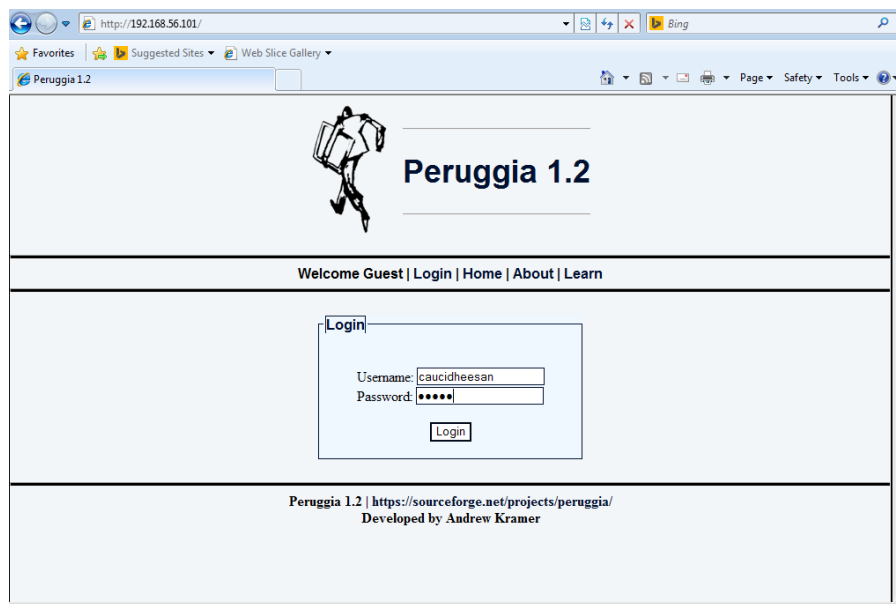 http://192.168.56.101/
Bing
Favorites
Suggested Sites
Web Slice Gallery
Peruggia 1.2
Page
Safety
Tools
Peruggia 1.2
Welcome Guest | Login | Home | About | Learn
Login
Username: caucidheesan
Password: •••••
Login
Peruggia 1.2 | https://sourceforge.net/projects/peruggia/
Developed by Andrew Kramer